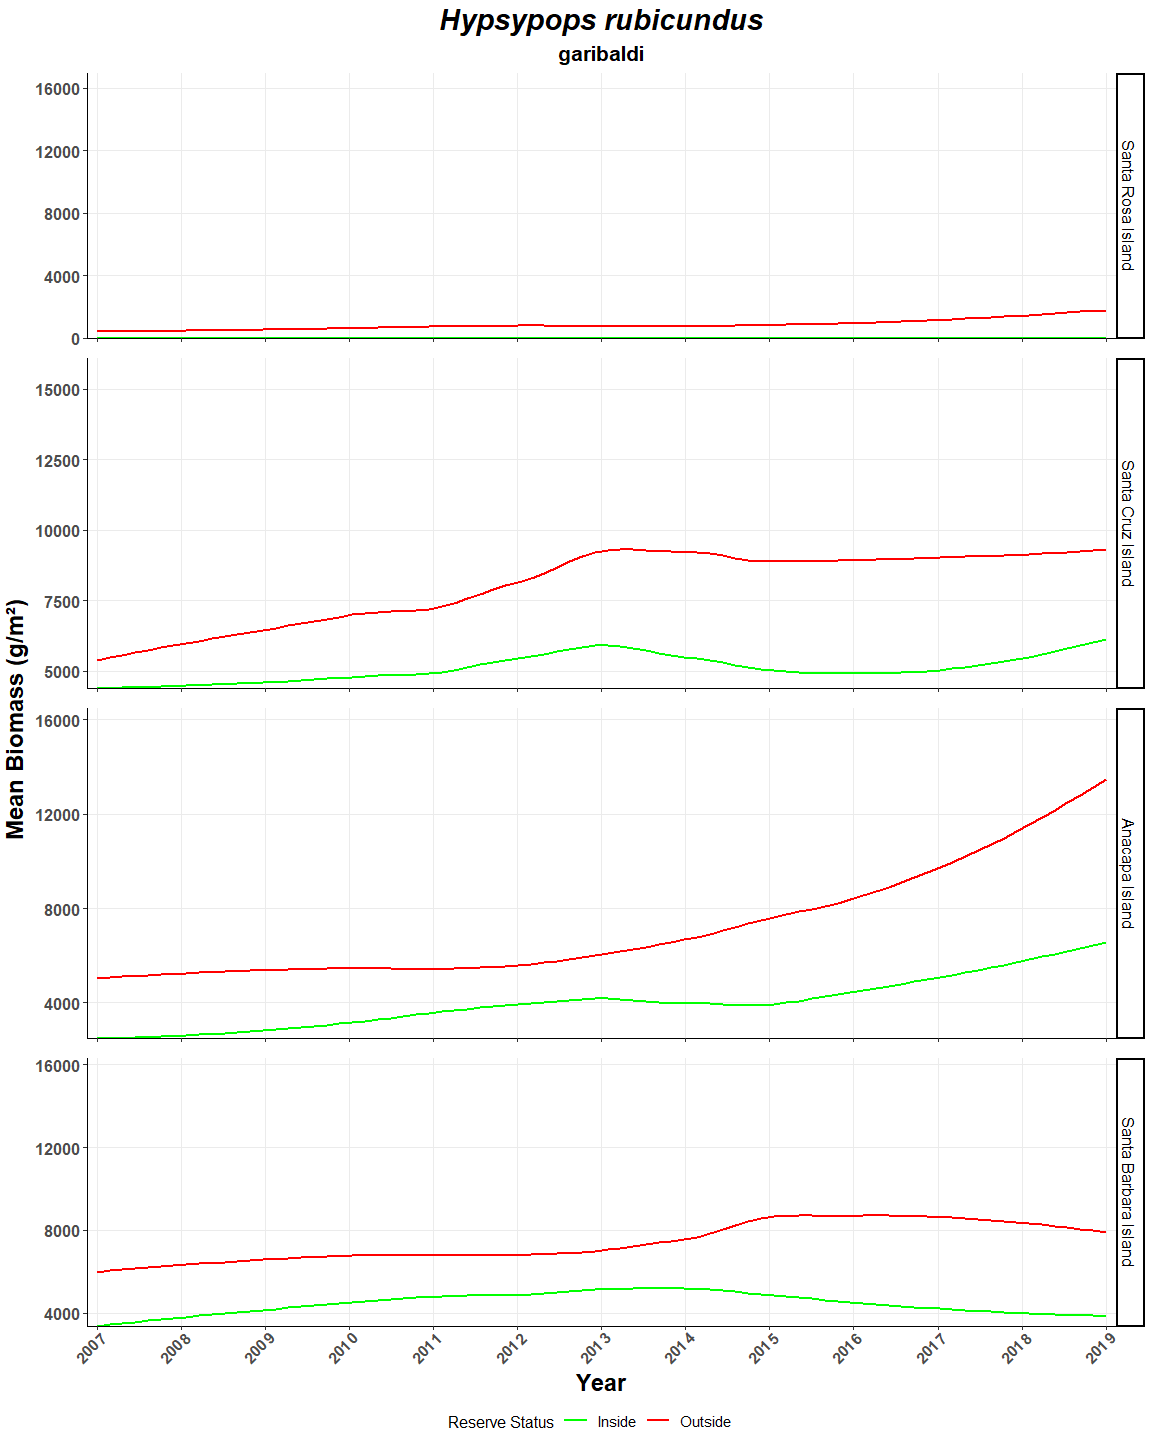 Hypsypops rubicundus
garibaldi
Mean Biomass (g/m²)
16000
12000
8000
4000
0
Santa Rosa Island
15000
12500
10000
7500
5000
Santa Cruz Island
16000
12000
8000
4000
Anacapa Island
16000
12000
8000
4000
Santa Barbara Island
2007 2008 2009 2010 2011 2012 2013 2014 2015 2016 2017 2018 2019
Year
Reserve Status Inside Outside